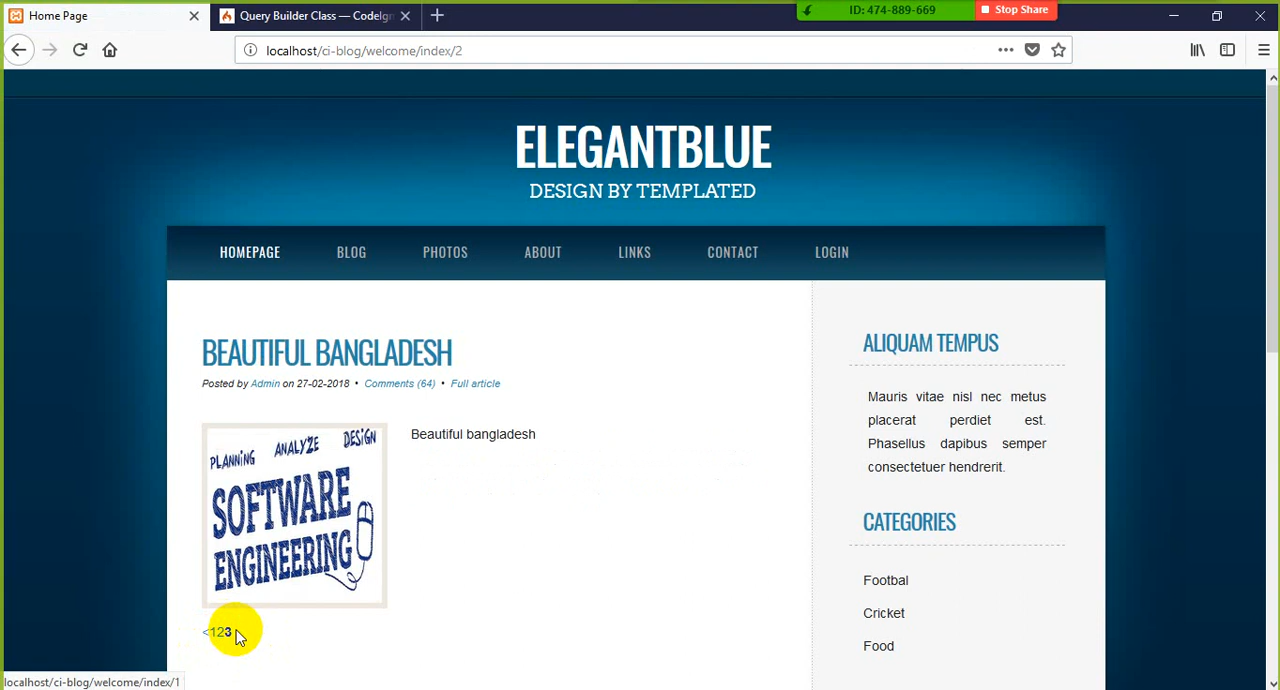 Home Page
Query Builder Class — CodeIgn
ID: 474-889-669
Stop Share
localhost/ci-blog/welcome/index/2
ELEGANTBLUE
DESIGN BY TEMPLATED
HOMEPAGE BLOG PHOTOS ABOUT LINKS CONTACT LOGIN
BEAUTIFUL BANGLADESH
Posted by Admin on 27-02-2018 • Comments (64) • Full article
PLANNING ANALYZE DESIGN
SOFTWARE
ENGINEERING
Beautiful bangladesh
<123
ALIQUAM TEMPUS
Mauris vitae nisl nec metus
placerat perdiet est.
Phasellus dapibus semper
consectetuer hendrerit.
CATEGORIES
Footbal
Cricket
Food
localhost/ci-blog/welcome/index/1